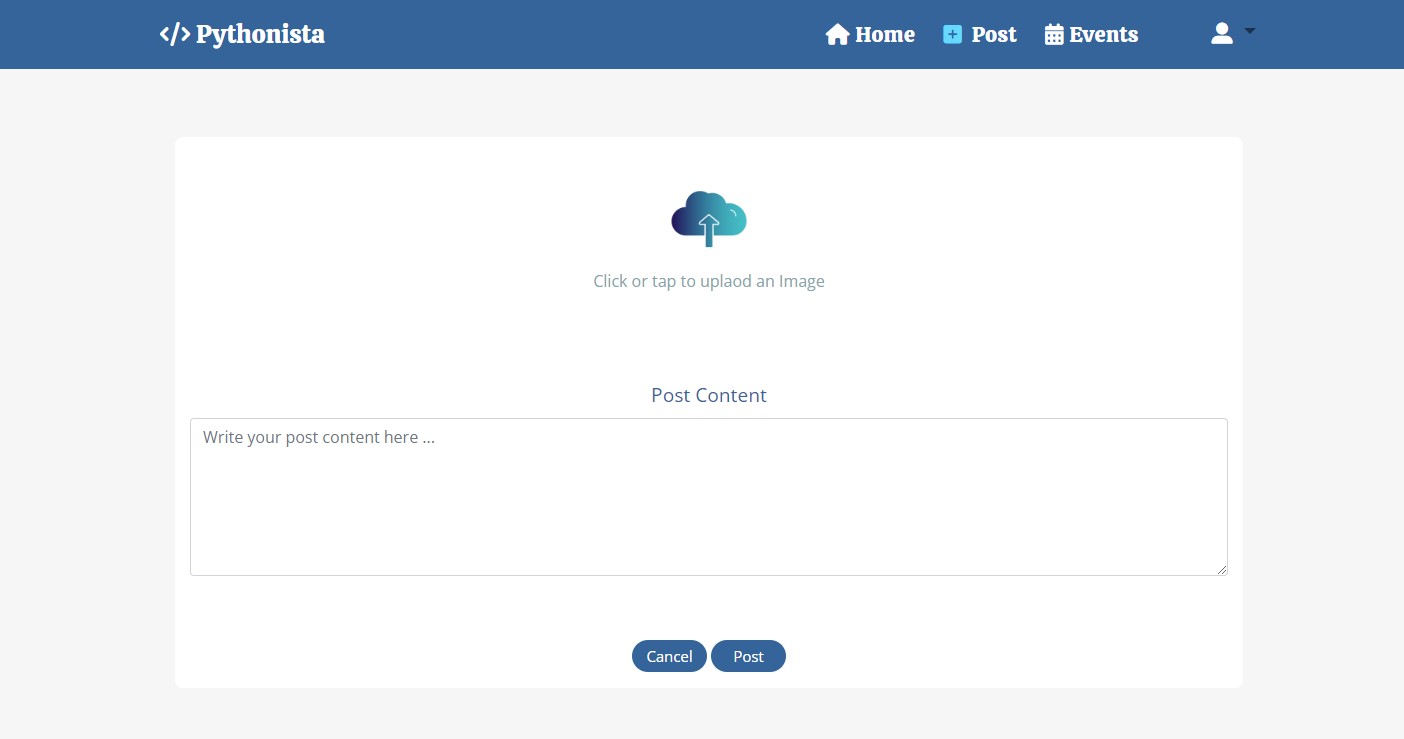 </> Pythonista
Home
Post
Events
Click or tap to uplaod an Image
Post Content
Write your post content here ...
Cancel
Post